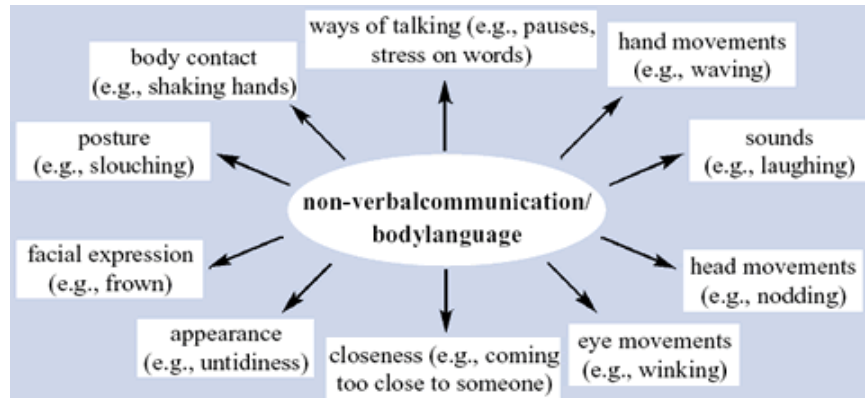 ways of talking (e.g., pauses,
stress on words)
hand movements
(e.g., waving)
body contact
(e.g., shaking hands)
posture
(e.g., slouching)
sounds
(e.g., laughing)
non-verbalcommunication/
bodylanguage
facial expression
(e.g., frown)
head movements
(e.g., nodding)
appearance
(e.g., untidiness)
closeness (e.g., coming
too close to someone)
eye movements
(e.g., winking)